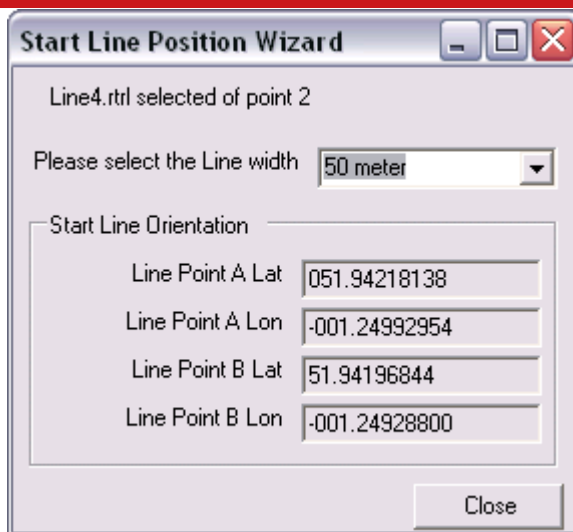 Start Line Position Wizard
Line4.rtrl selected of point 2
Please select the Line width 50 meter
Start Line Orientation
Line Point A Lat 051.94218138
Line Point A Lon -001.24992954
Line Point B Lat 51.94196844
Line Point B Lon -001.24928800
Close